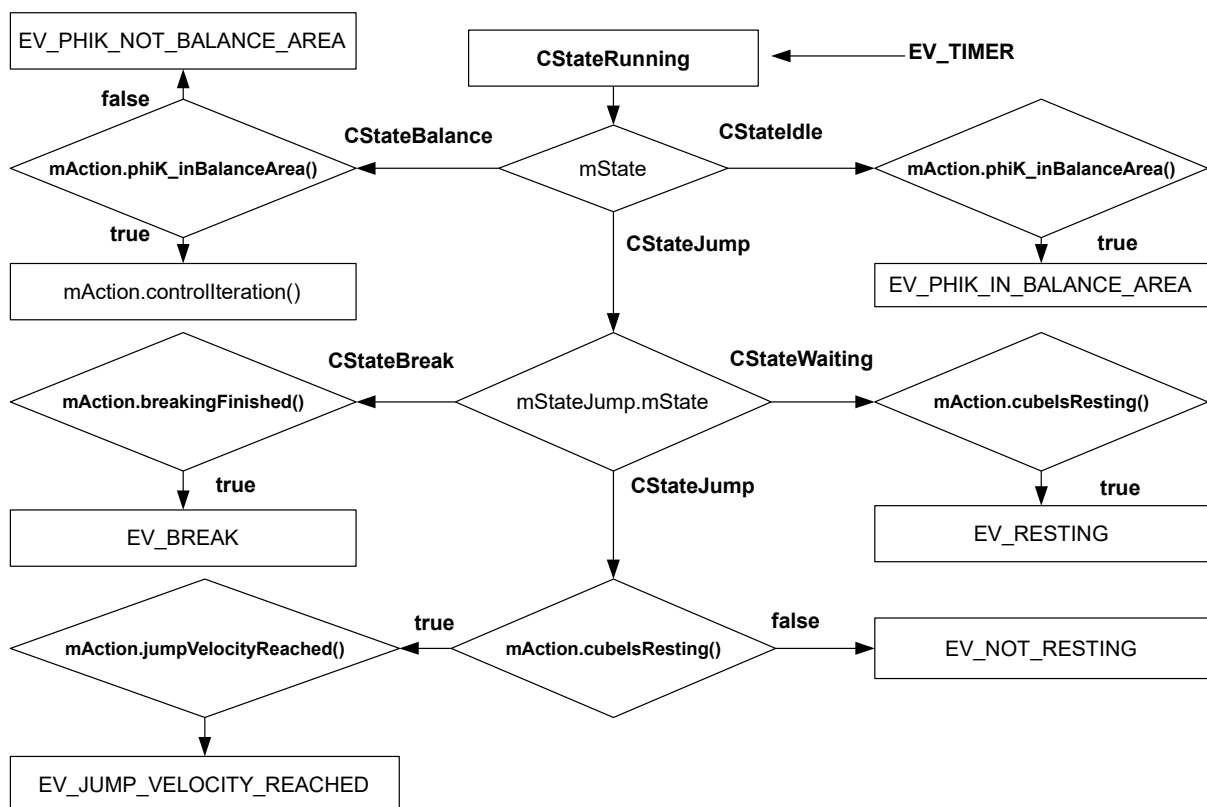 EV_PHIK_NOT_BALANCE_AREA
CStateRunning
EV_TIMER
false
CStateBalance
CStateIdle
mAction.phiK_inBalanceArea()
mState
mAction.phiK_inBalanceArea()
true
CStateJump
true
mAction.controlIteration()
EV_PHIK_IN_BALANCE_AREA
CStateBreak
CStateWaiting
mAction.breakingFinished()
mStateJump.mState
mAction.cubeIsResting()
true
CStateJump
true
EV_BREAK
EV_RESTING
true
false
mAction.jumpVelocityReached()
mAction.cubeIsResting()
EV_NOT_RESTING
EV_JUMP_VELOCITY_REACHED